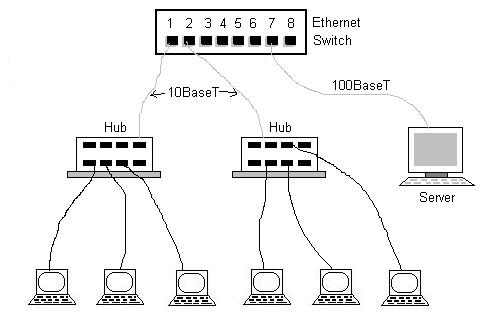 1 2 3 4 5 6 7 8 Ethernet
Switch
10BaseT
100BaseT
Hub
Hub
Server